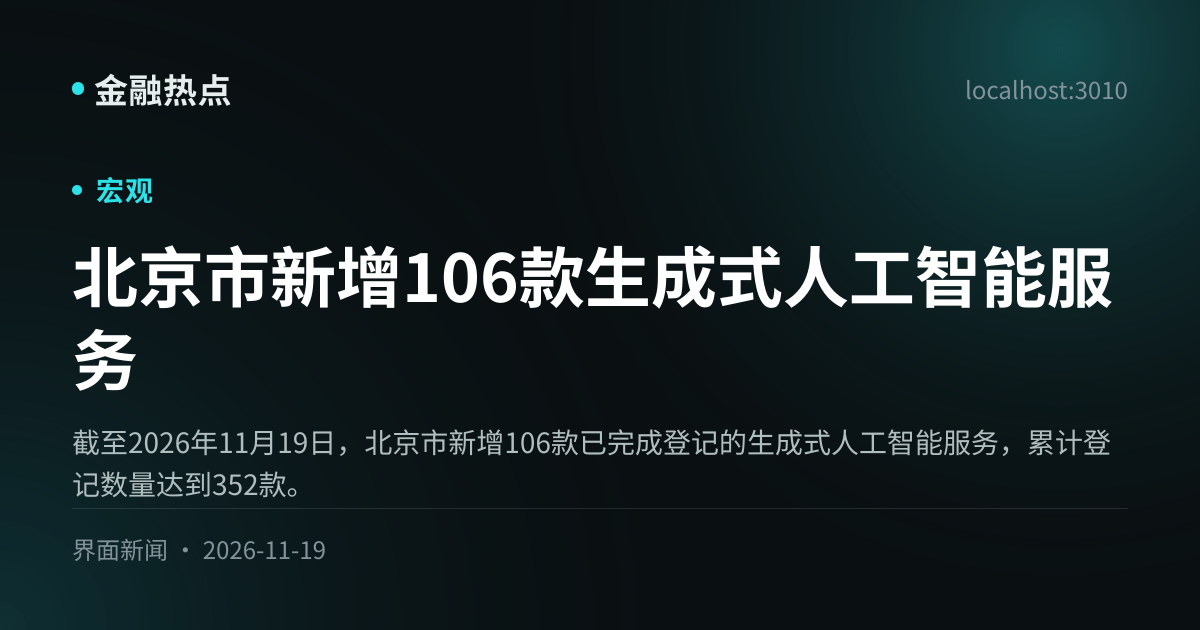 金融热点
localhost:3010
宏观
北京市新增106款生成式人工智能服
务
截至2026年11月19日，北京市新增106款已完成登记的生成式人工智能服务，累计登
记数量达到352款。
界面新闻 • 2026-11-19